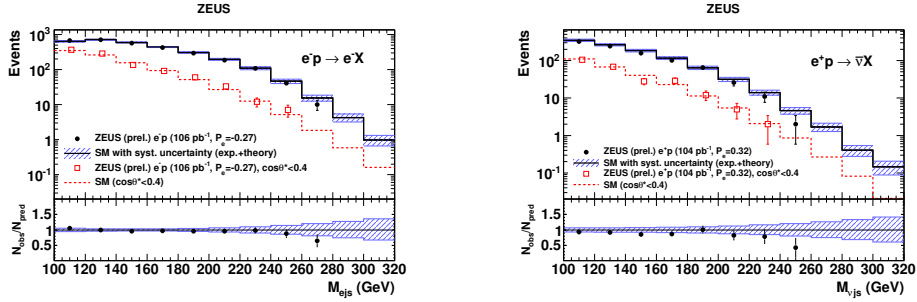 ZEUS
Events
10³
10²
10
1
10⁻¹
e⁻p → e⁻X
ZEUS (prel.) e⁻p (106 pb⁻¹, Pₑ=-0.27)
SM with syst. uncertainty (exp.+theory)
ZEUS (prel.) e⁻p (106 pb⁻¹, Pₑ=-0.27), cosθ*<0.4
SM (cosθ*<0.4)
N_obs/N_pred
1.5
1
0.5
100 120 140 160 180 200 220 240 260 280 300 320
M_ejs (GeV)
ZEUS
Events
10³
10²
10
1
10⁻¹
e⁺p → ν̅X
ZEUS (prel.) e⁺p (104 pb⁻¹, Pₑ=0.32)
SM with syst. uncertainty (exp.+theory)
ZEUS (prel.) e⁺p (104 pb⁻¹, Pₑ=0.32), cosθ*<0.4
SM (cosθ*<0.4)
N_obs/N_pred
1.5
1
0.5
100 120 140 160 180 200 220 240 260 280 300 320
M_νjs (GeV)